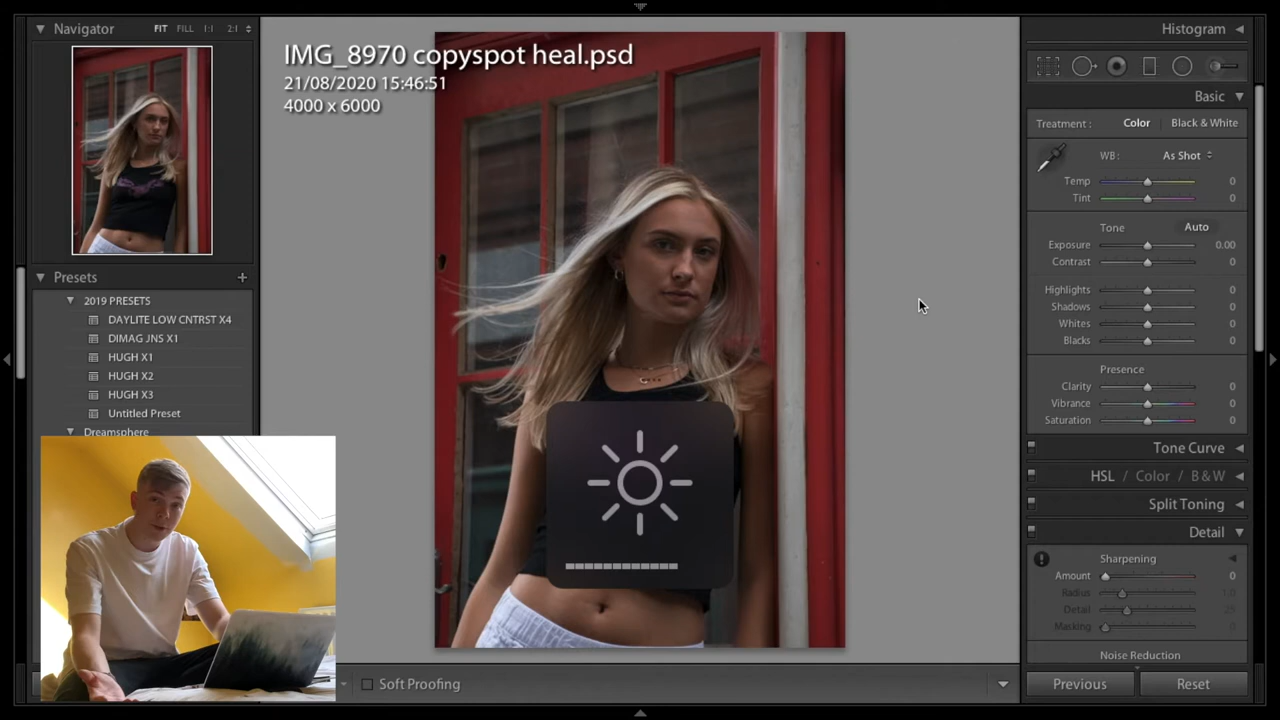 Navigator
FIT FILL 1:1 2:1
IMG_8970 copyspot heal.psd
21/08/2020 15:46:51
4000 x 6000
Presets
2019 PRESETS
DAYLITE LOW CNTRST X4
DIMAG JNS X1
HUGH X1
HUGH X2
HUGH X3
Untitled Preset
Dreamsphere
Soft Proofing
Histogram
Basic
Treatment : Color Black & White
WB : As Shot
Temp 0
Tint 0
Tone Auto
Exposure 0.00
Contrast 0
Highlights 0
Shadows 0
Whites 0
Blacks 0
Presence
Clarity 0
Vibrance 0
Saturation 0
Tone Curve
HSL / Color / B & W
Split Toning
Detail
Sharpening
Amount 0
Radius 1.0
Detail 25
Masking 0
Noise Reduction
Previous Reset